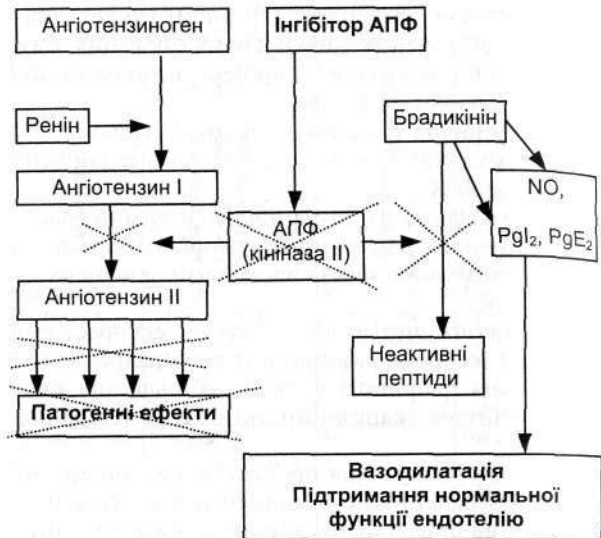 Ангіотензиноген
Інгібітор АПФ
Ренін
Брадикінін
Ангіотензин I
NO,
PgI₂, PgE₂
АПФ
(кініназа II)
Ангіотензин II
Неактивні
пептиди
Патогенні ефекти
Вазодилатація
Підтримання нормальної
функції ендотелію